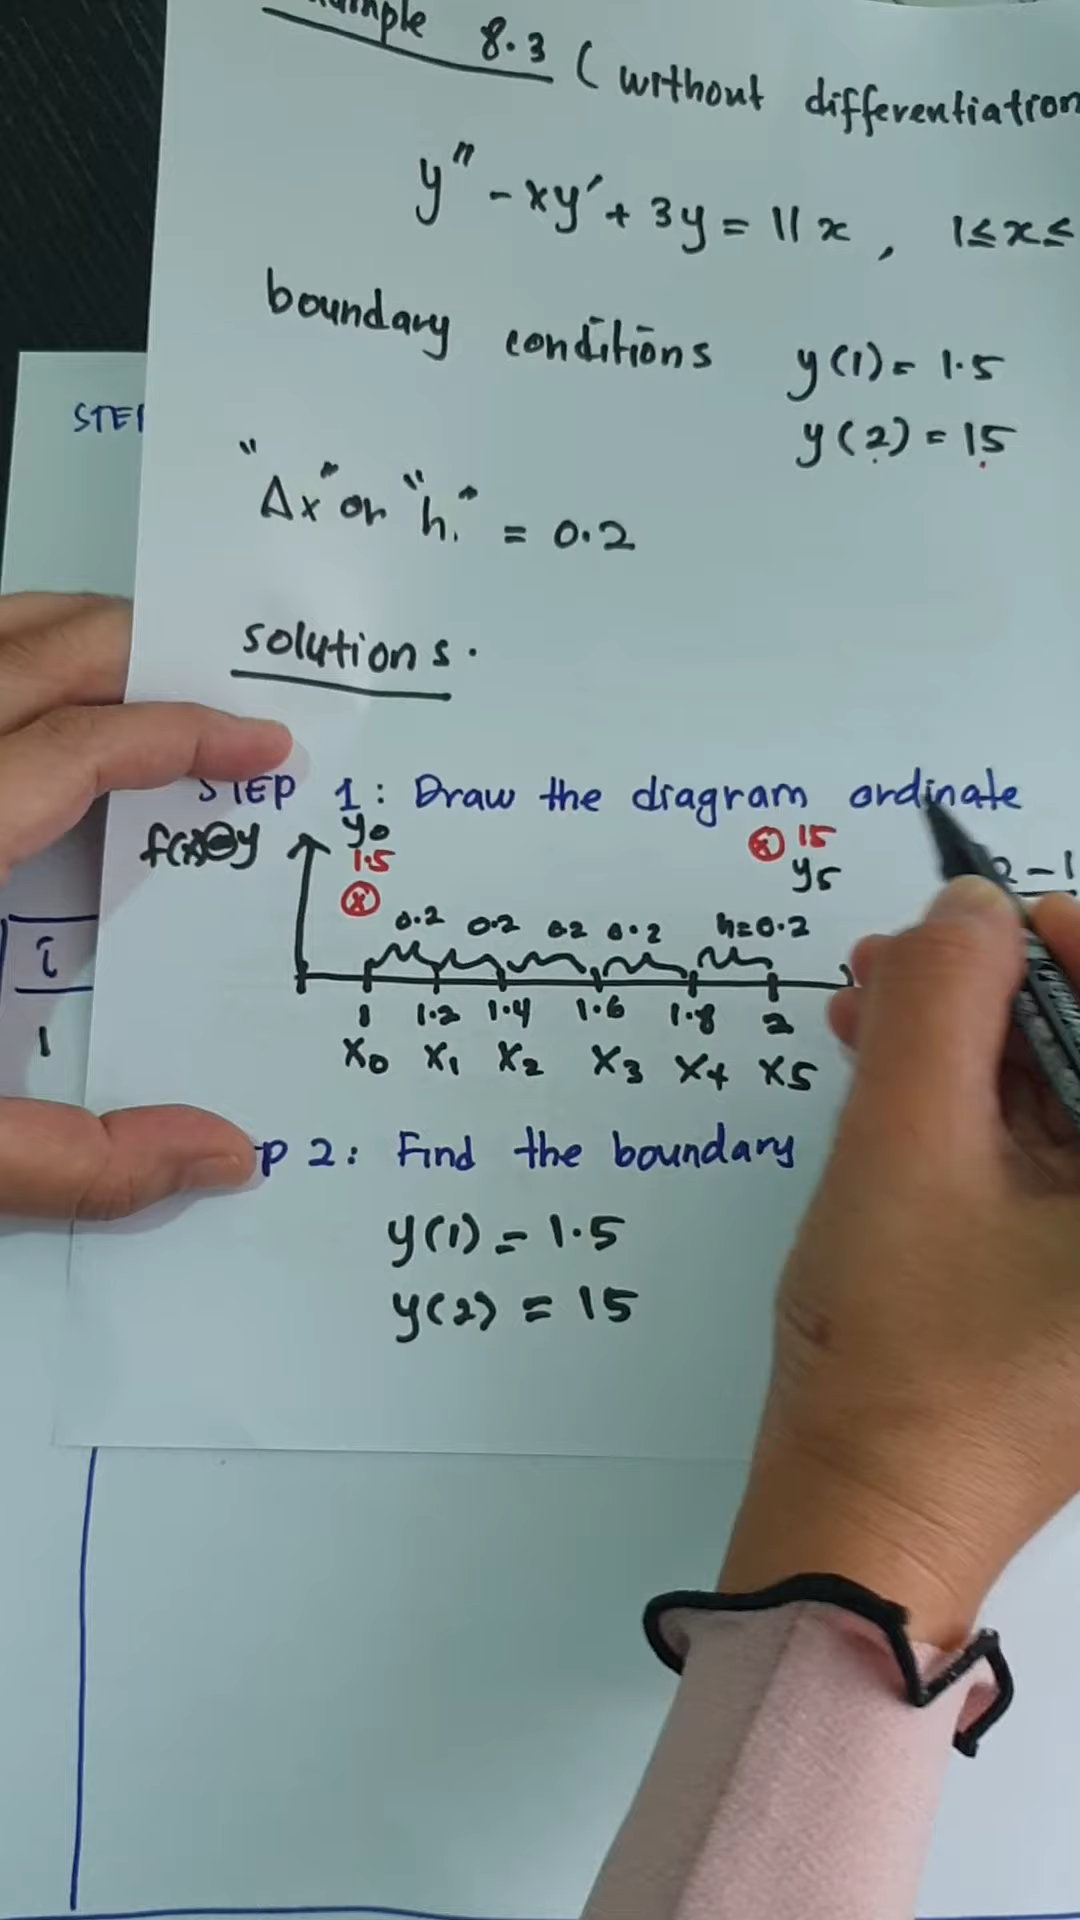 8.3 (without differentiation
y" - xy' + 3y = 11x, 1≤x≤
boundary conditions y(1) = 1.5
y(2) = 15
"Δx" or "h." = 0.2
solutions.
STEP 1: Draw the diagram ordinate
f(x) y y0
1.5
x
x 15
y5
2-1
0.2 0.2 0.2 0.2 h=0.2
1 1.2 1.4 1.6 1.8 2
x0 x1 x2 x3 x4 x5
P 2: Find the boundary
y(1) = 1.5
y(2) = 15
STEP
i
1